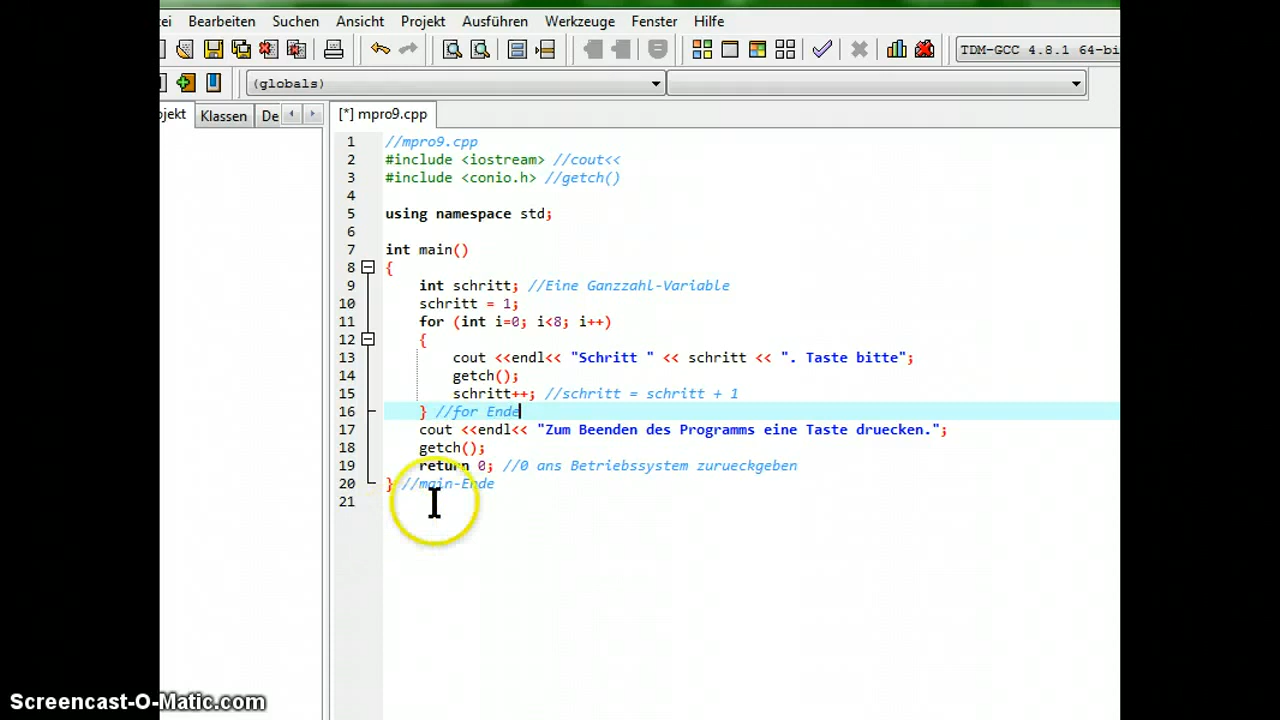 ei Bearbeiten Suchen Ansicht Projekt Ausführen Werkzeuge Fenster Hilfe
TDM-GCC 4.8.1 64-bi
(globals)
jekt Klassen De
[*] mpro9.cpp
1 //mpro9.cpp
2 #include <iostream> //cout<<
3 #include <conio.h> //getch()
4
5 using namespace std;
6
7 int main()
8 {
9 int schritt; //Eine Ganzzahl-Variable
10 schritt = 1;
11 for (int i=0; i<8; i++)
12 {
13 cout <<endl<< "Schritt " << schritt << ". Taste bitte";
14 getch();
15 schritt++; //schritt = schritt + 1
16 } //for Ende
17 cout <<endl<< "Zum Beenden des Programms eine Taste druecken.";
18 getch();
19 return 0; //0 ans Betriebssystem zurueckgeben
20 } //main-Ende
21
Screencast-O-Matic.com